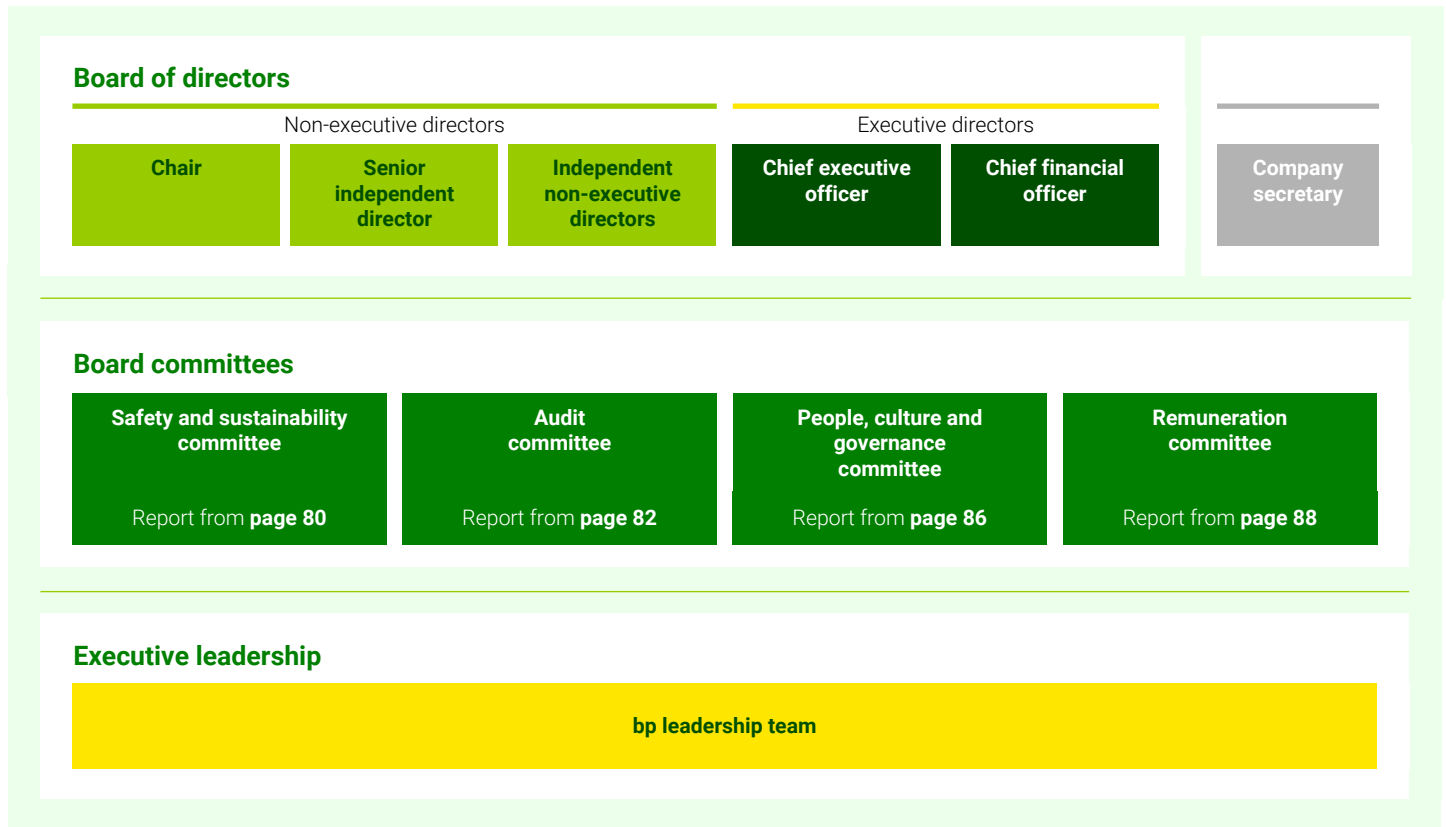 Board of directors
Non-executive directors
Executive directors
Chair
Senior
independent
director
Independent
non-executive
directors
Chief executive
officer
Chief financial
officer
Company
secretary
Board committees
Safety and sustainability
committee
Report from page 80
Audit
committee
Report from page 82
People, culture and
governance
committee
Report from page 86
Remuneration
committee
Report from page 88
Executive leadership
bp leadership team